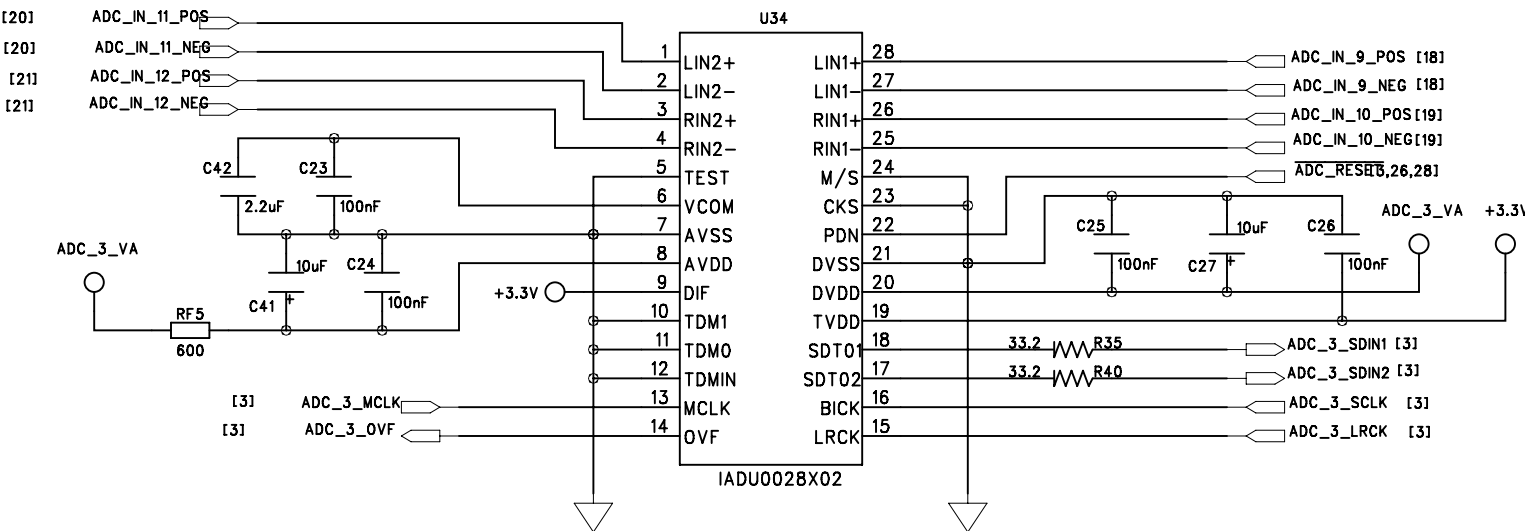 [20] ADC_IN_11_POS
[20] ADC_IN_11_NEG
[21] ADC_IN_12_POS
[21] ADC_IN_12_NEG
U34
1 LIN2+ LIN1+ 28 ADC_IN_9_POS [18]
2 LIN2- LIN1- 27 ADC_IN_9_NEG [18]
3 RIN2+ RIN1+ 26 ADC_IN_10_POS[19]
4 RIN2- RIN1- 25 ADC_IN_10_NEG[19]
5 TEST M/S 24 ADC_RESET ,26,28]
6 VCOM CKS 23
7 AVSS PDN 22
8 AVDD DVSS 21
9 DIF DVDD 20
10 TDM1 TVDD 19
11 TDM0 SDTO1 18 33.2 R35 ADC_3_SDIN1 [3]
12 TDMIN SDTO2 17 33.2 R40 ADC_3_SDIN2 [3]
[3] ADC_3_MCLK 13 MCLK BICK 16 ADC_3_SCLK [3]
[3] ADC_3_OVF 14 OVF LRCK 15 ADC_3_LRCK [3]
IADU0028X02
C42 2.2uF
C23 100nF
ADC_3_VA
10uF C41
C24 100nF
+3.3V
RF5
600
C25 100nF
10uF C27
C26 100nF
ADC_3_VA
+3.3V
+
+